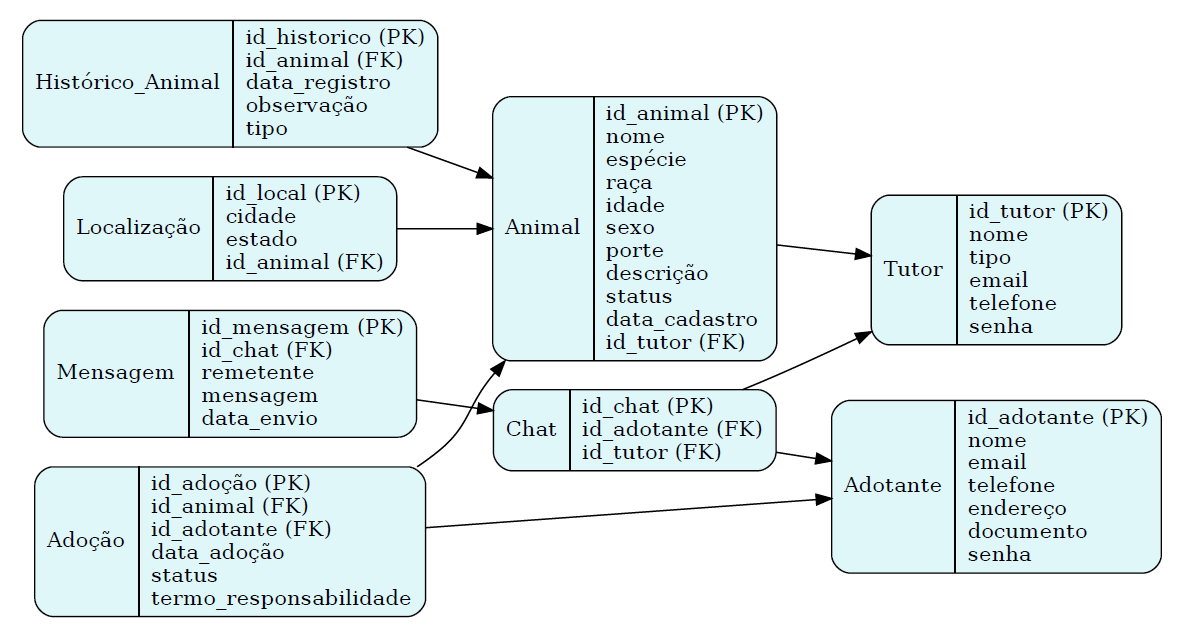 Histórico_Animal
id_historico (PK)
id_animal (FK)
data_registro
observação
tipo
Localização
id_local (PK)
cidade
estado
id_animal (FK)
Mensagem
id_mensagem (PK)
id_chat (FK)
remetente
mensagem
data_envio
Adoção
id_adoção (PK)
id_animal (FK)
id_adotante (FK)
data_adoção
status
termo_responsabilidade
Animal
id_animal (PK)
nome
espécie
raça
idade
sexo
porte
descrição
status
data_cadastro
id_tutor (FK)
Chat
id_chat (PK)
id_adotante (FK)
id_tutor (FK)
Tutor
id_tutor (PK)
nome
tipo
email
telefone
senha
Adotante
id_adotante (PK)
nome
email
telefone
endereço
documento
senha